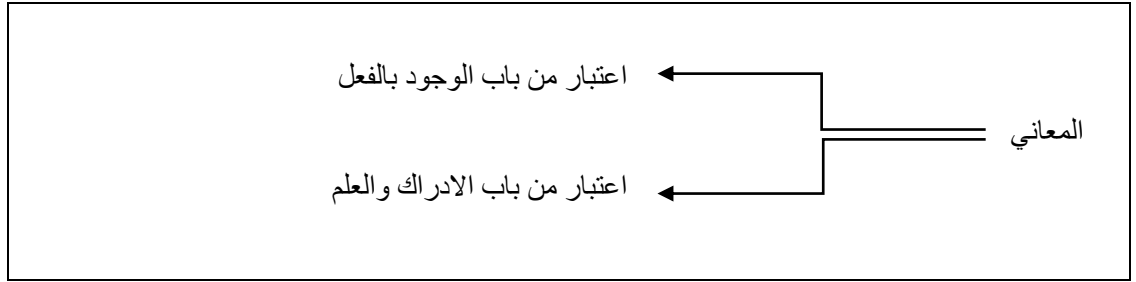 اعتبار من باب الوجود بالفعل
المعاني
اعتبار من باب الادراك والعلم